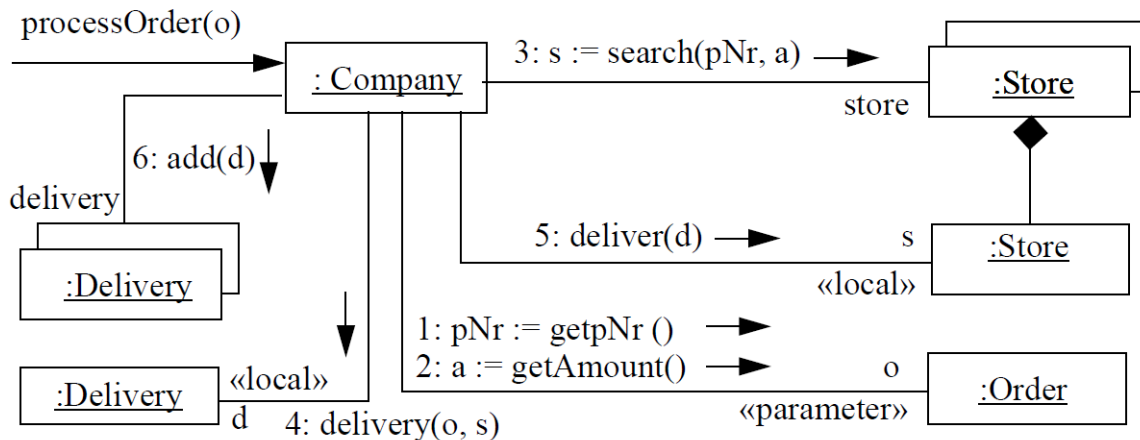 processOrder(o)
: Company
3: s := search(pNr, a)
:Store
store
6: add(d)
delivery
:Delivery
5: deliver(d)
s
:Store
«local»
1: pNr := getpNr ()
2: a := getAmount()
o
:Order
«parameter»
:Delivery
«local»
d
4: delivery(o, s)